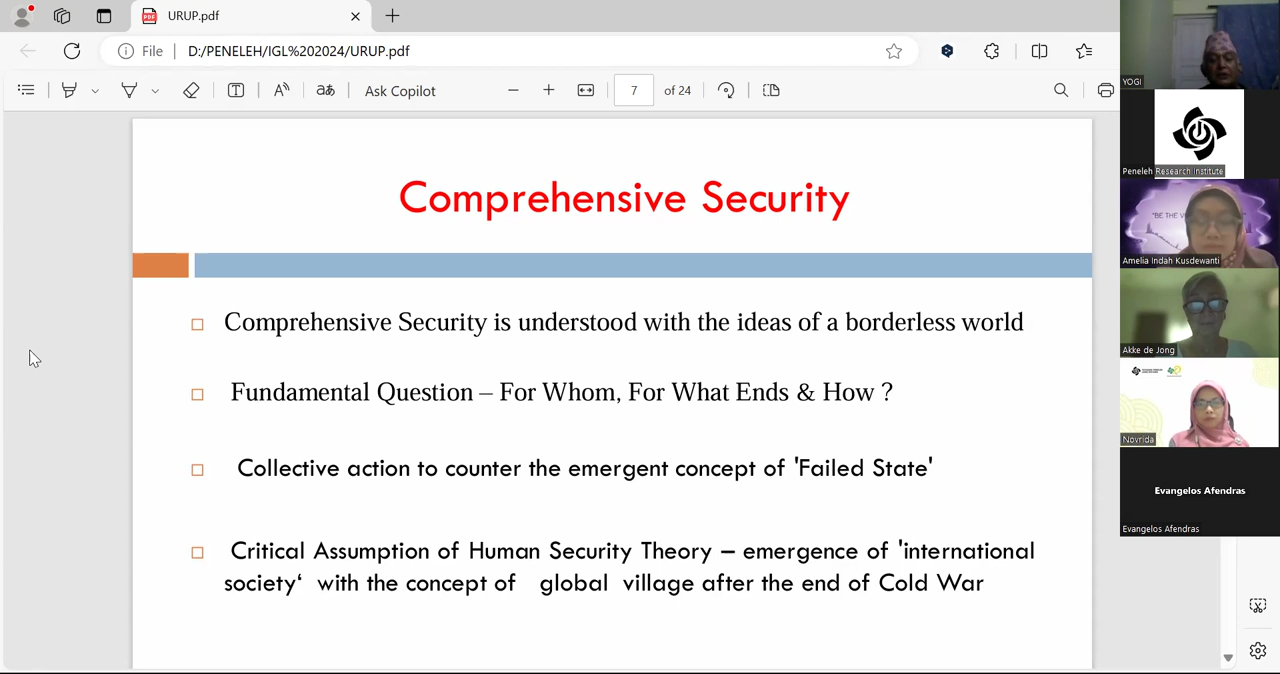 URUP.pdf
File
D:/PENELEH/IGL%202024/URUP.pdf
aあ
Ask Copilot
7 of 24
Comprehensive Security
Comprehensive Security is understood with the ideas of a borderless world
Fundamental Question – For Whom, For What Ends & How ?
Collective action to counter the emergent concept of 'Failed State'
Critical Assumption of Human Security Theory – emergence of 'international
society‘ with the concept of global village after the end of Cold War
YOGI
Peneleh Research Institute
"BE THE
Amelia Indah Kusdewanti
Akke de Jong
Novrida
Evangelos Afendras
Evangelos Afendras